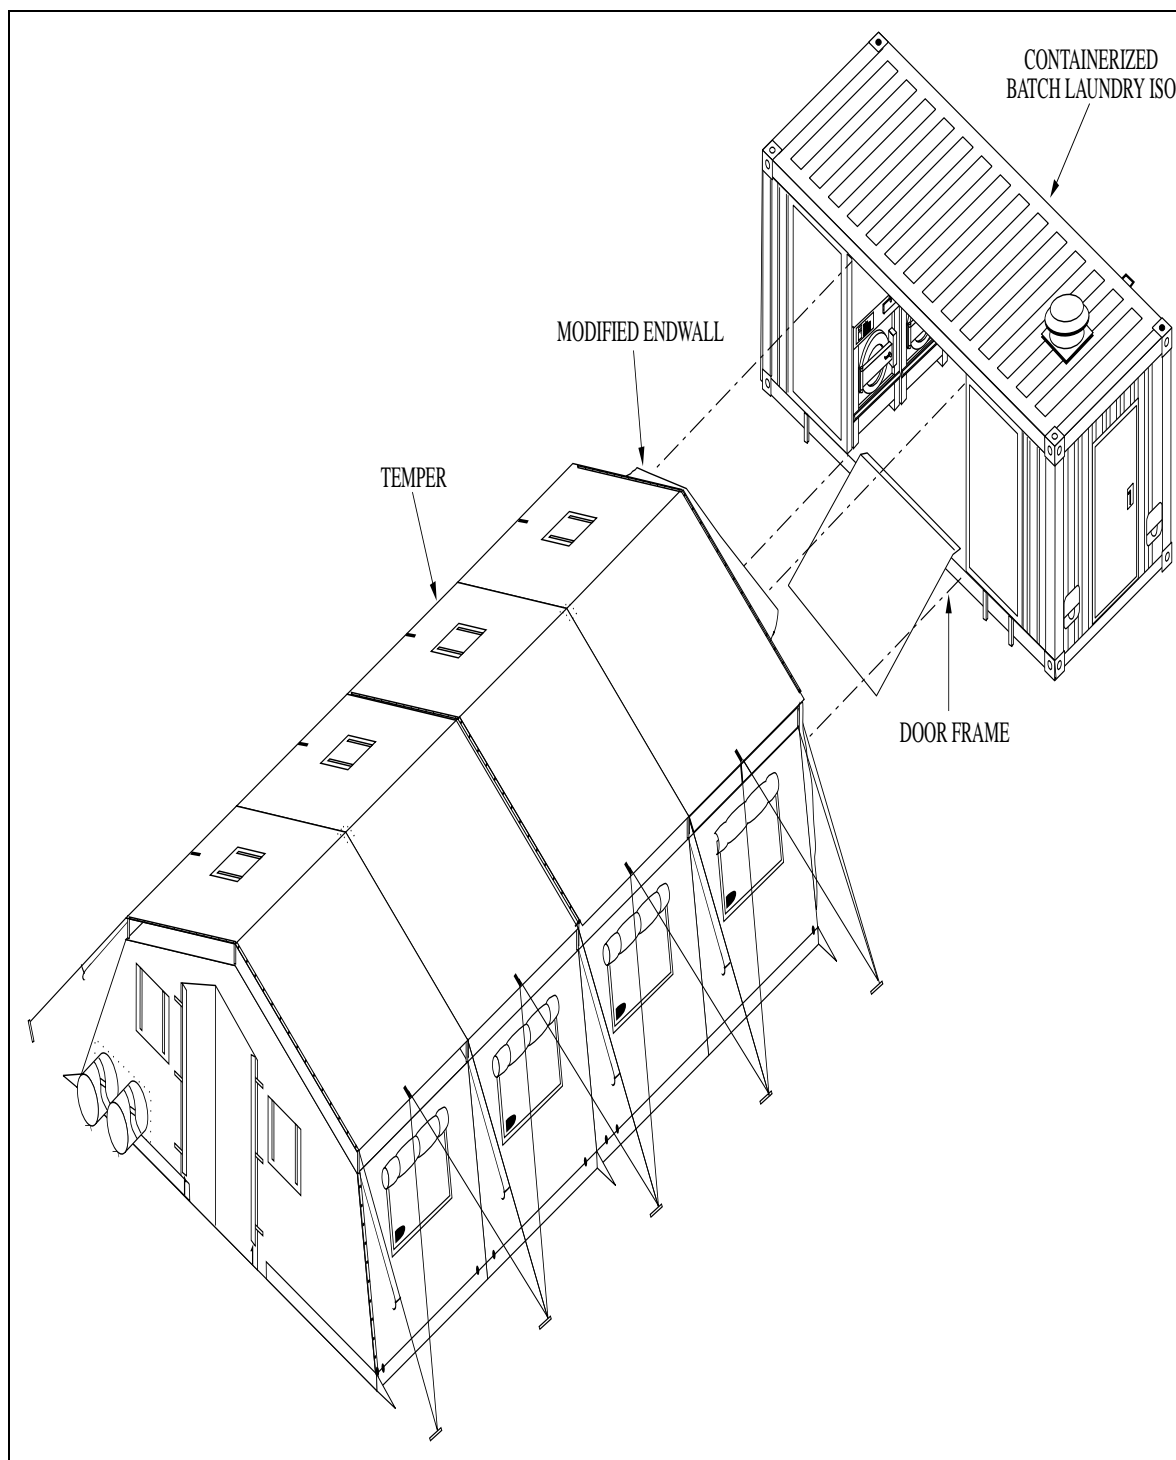 CONTAINERIZED
BATCH LAUNDRY ISO
MODIFIED ENDWALL
TEMPER
DOOR FRAME